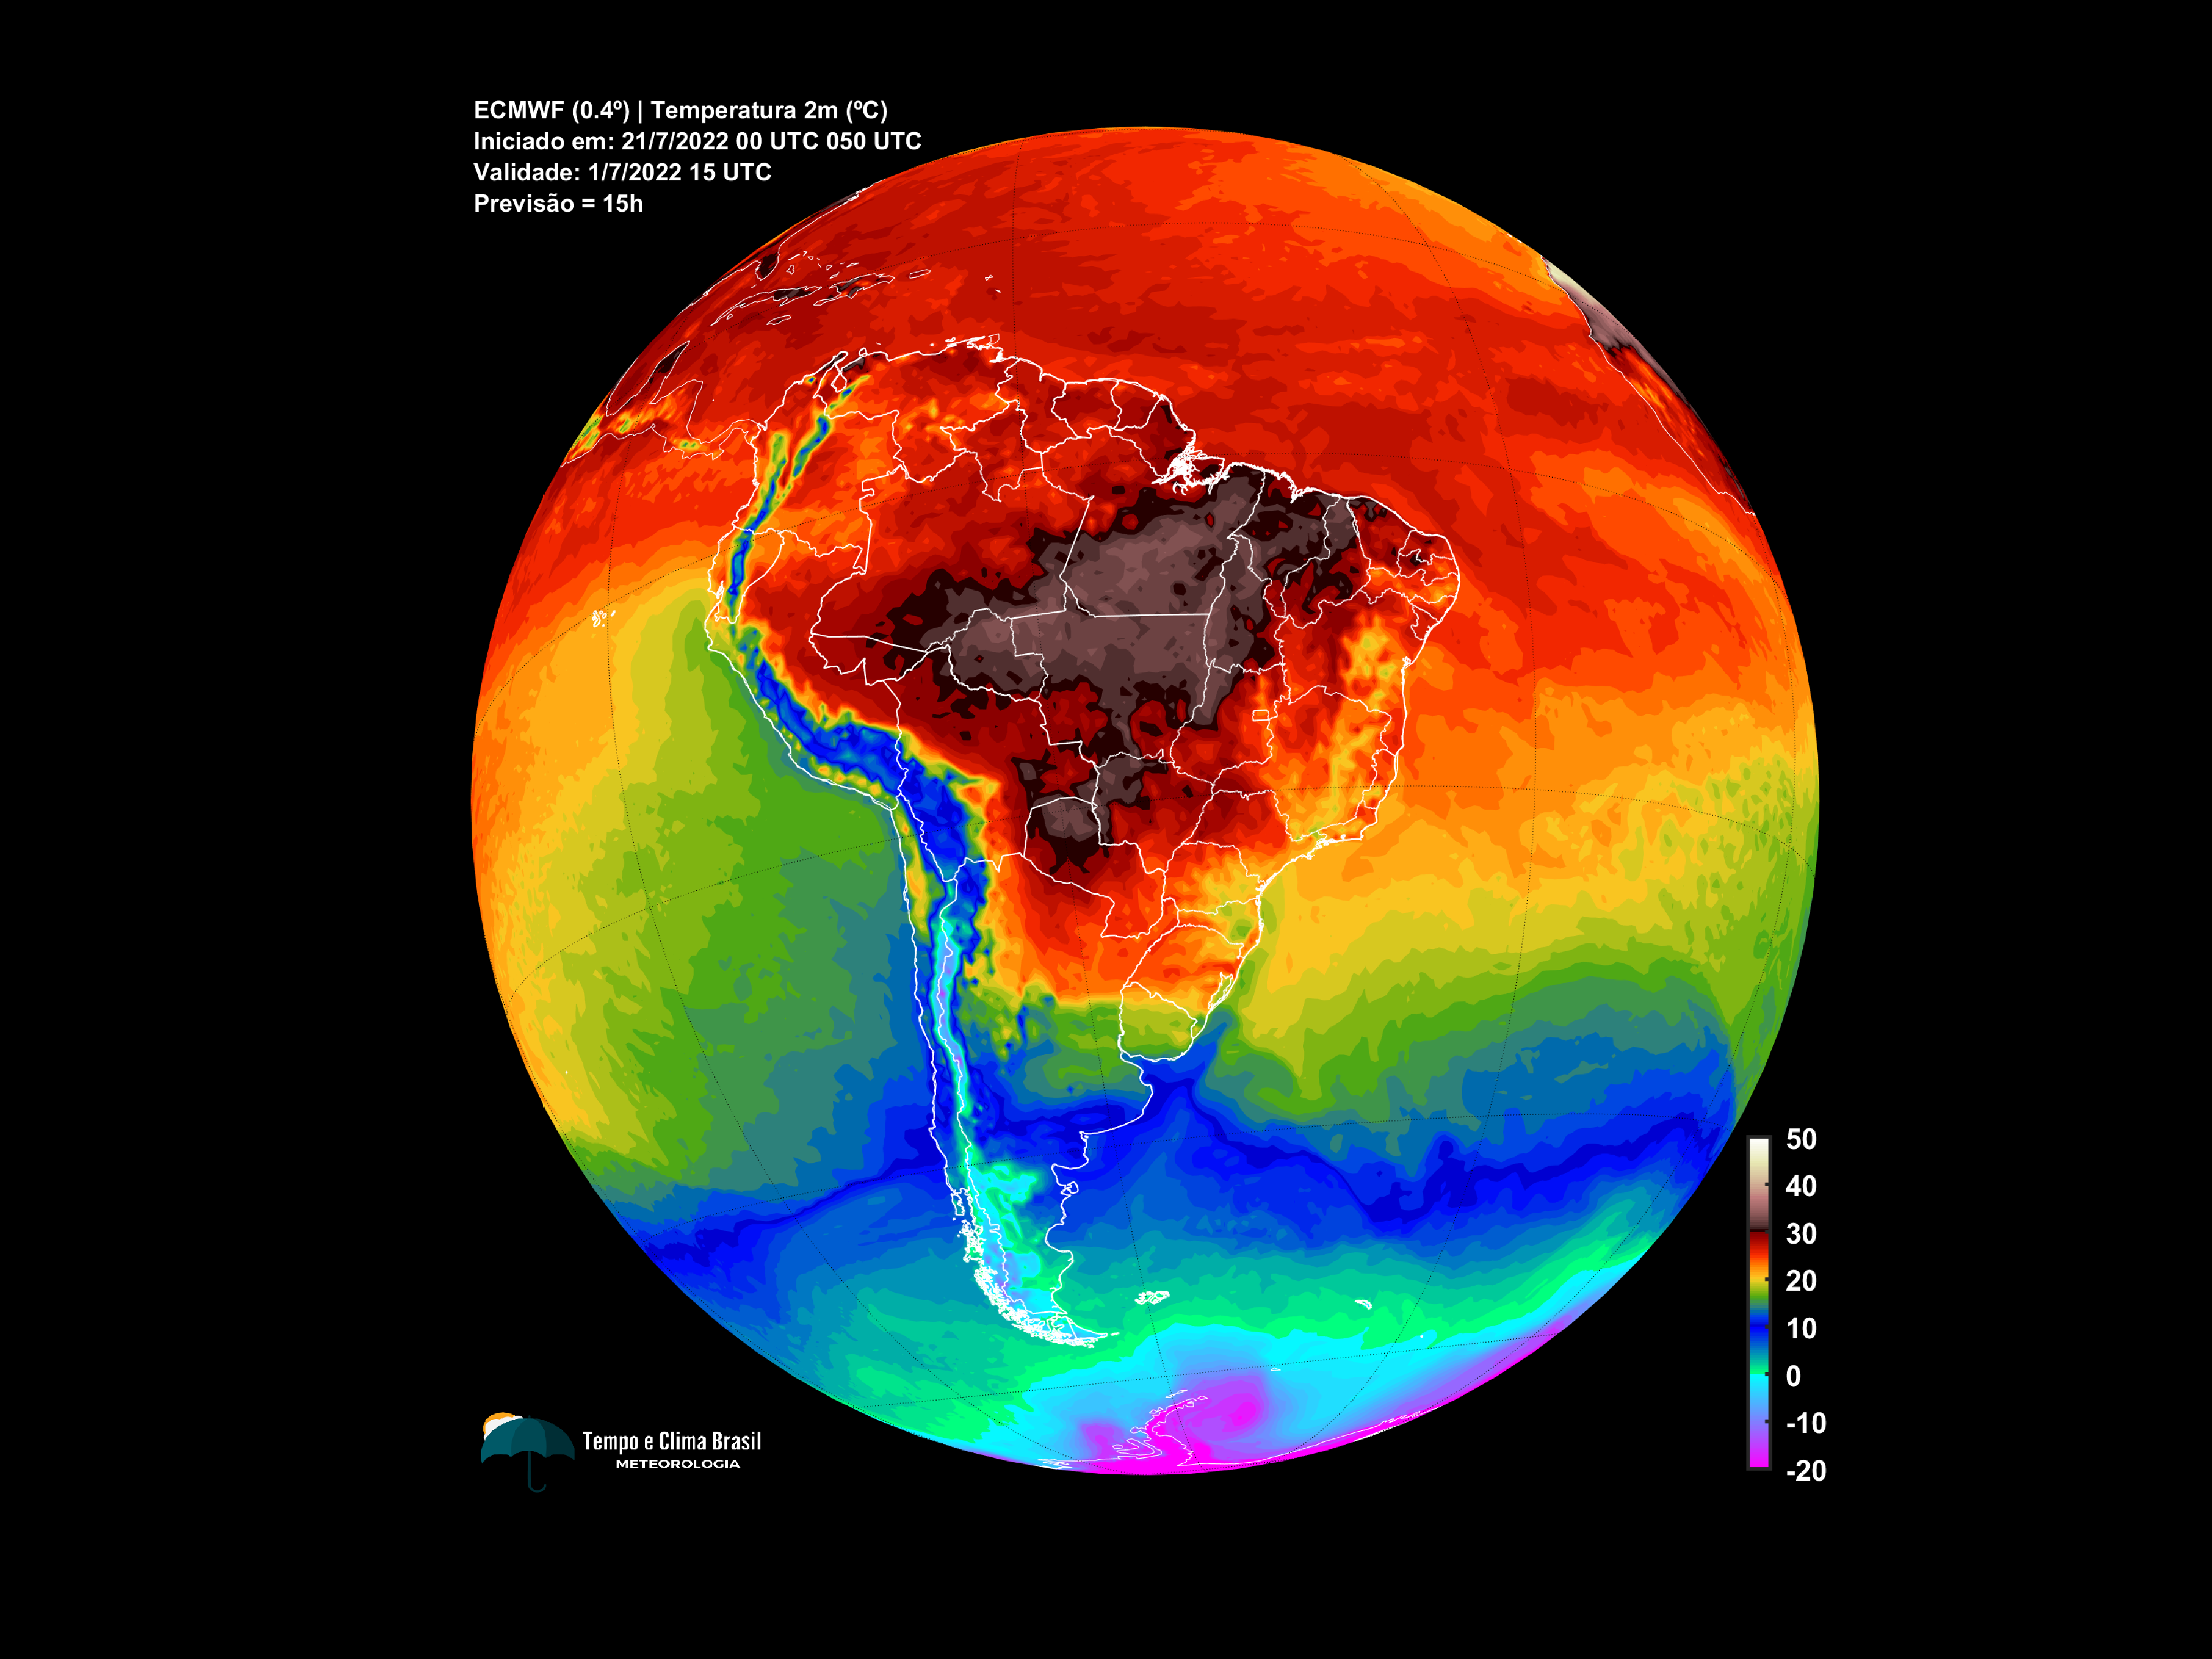 ECMWF (0.4º) | Temperatura 2m (ºC)
Iniciado em: 21/7/2022 00 UTC 050 UTC
Validade: 1/7/2022 15 UTC
Previsão = 15h
50
40
30
20
10
0
-10
-20
Tempo e Clima Brasil
METEOROLOGIA